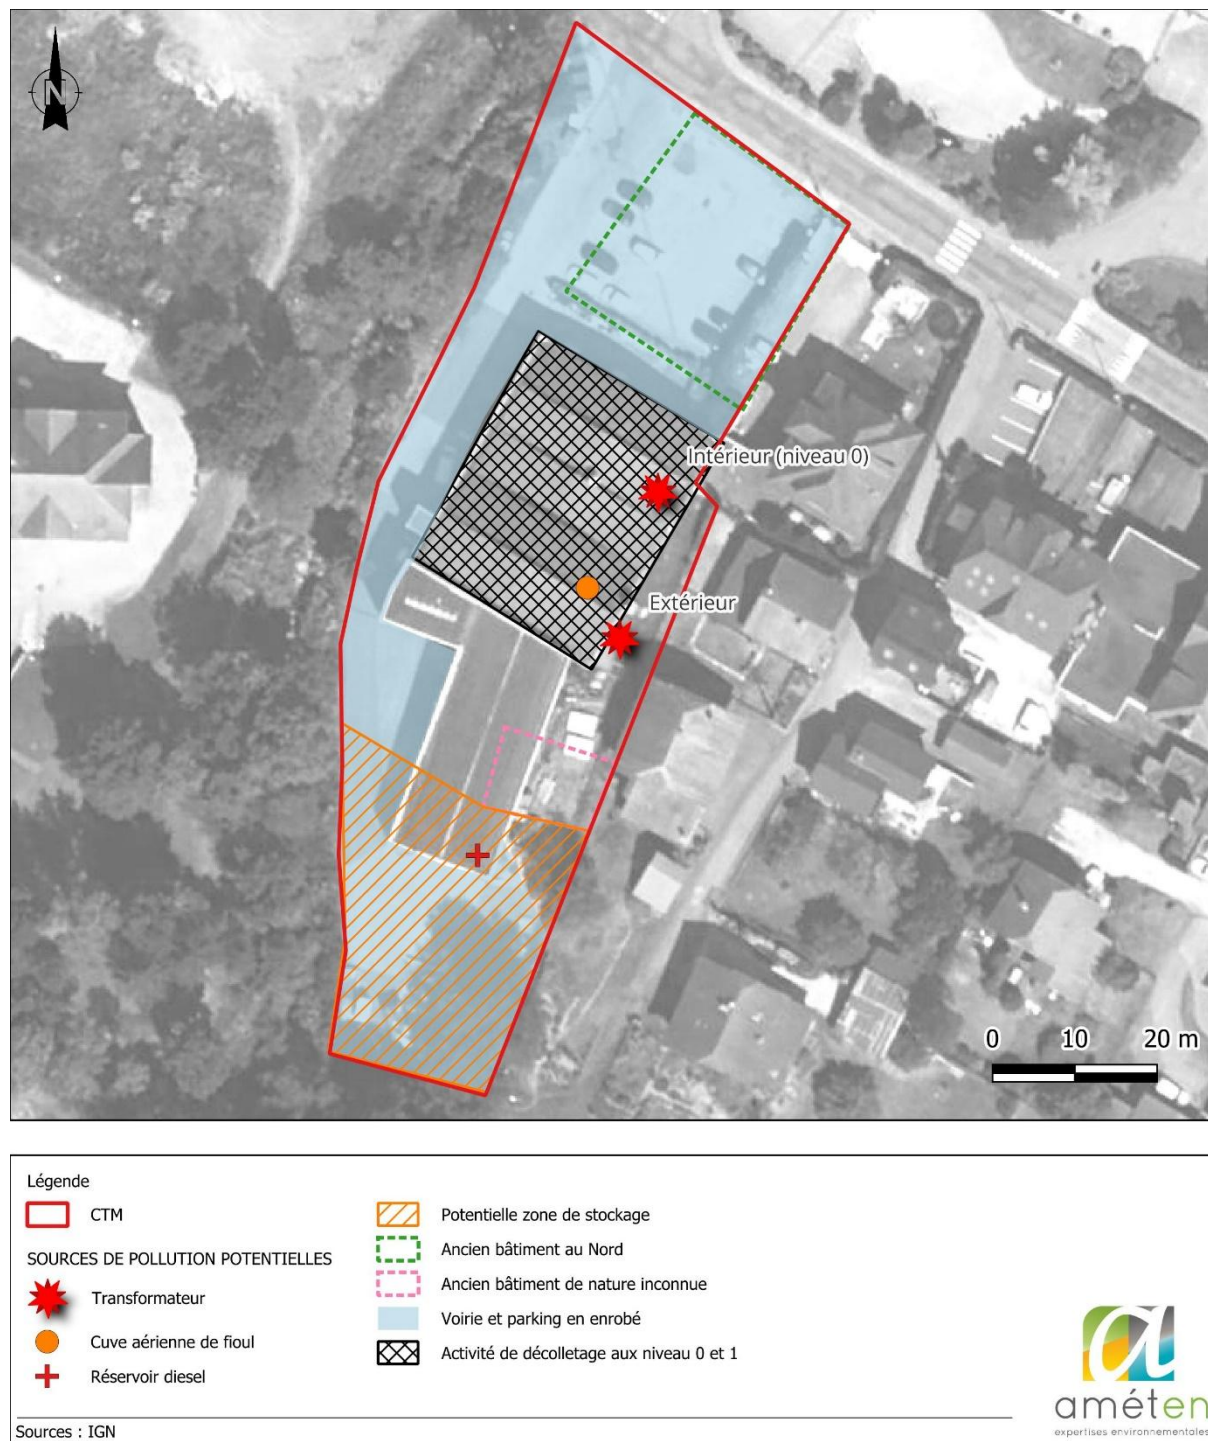 N
Intérieur (niveau 0)
Extérieur
0 10 20 m
Légende
CTM
SOURCES DE POLLUTION POTENTIELLES
Transformateur
Cuve aérienne de fioul
Réservoir diesel
Potentielle zone de stockage
Ancien bâtiment au Nord
Ancien bâtiment de nature inconnue
Voirie et parking en enrobé
Activité de décolletage aux niveau 0 et 1
a
améten
expertises environnementales
Sources : IGN